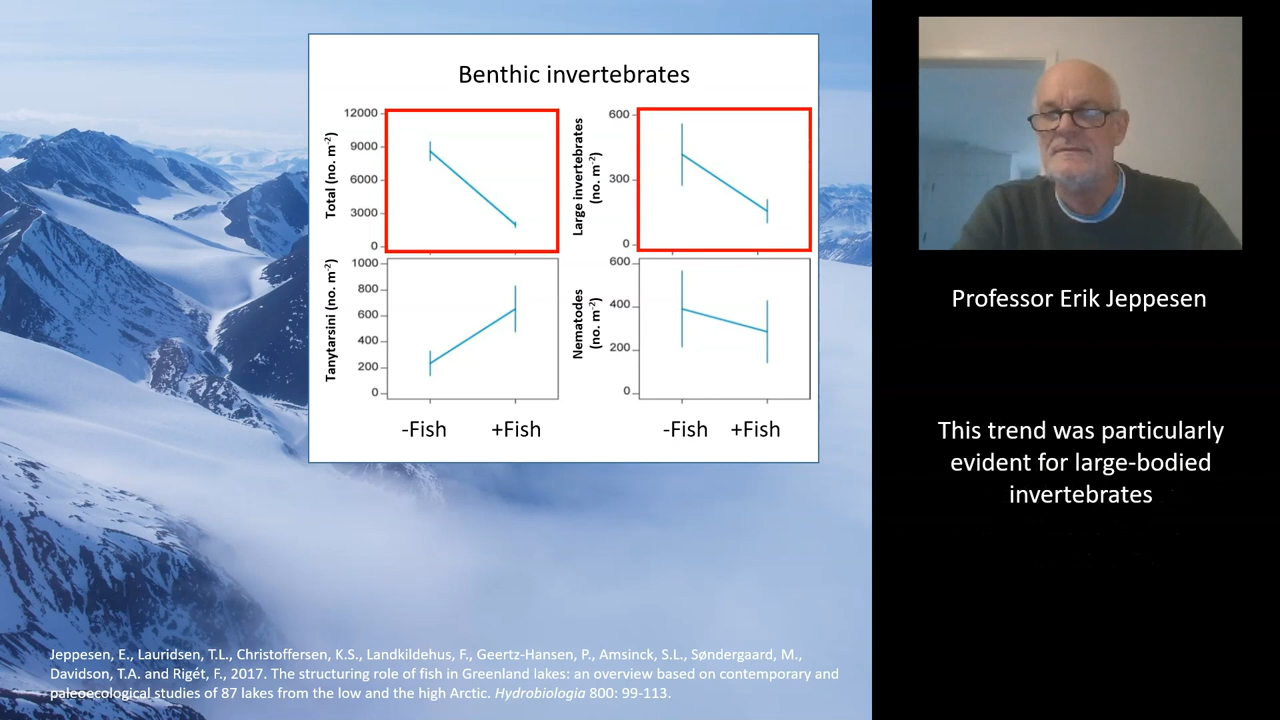 Benthic invertebrates
Total (no. m-2)
12000
9000
6000
3000
0
Large invertebrates
(no. m-2)
600
300
0
Tanytarsini (no. m-2)
1000
800
600
400
200
0
Nematodes
(no. m-2)
600
400
200
0
-Fish
+Fish
-Fish
+Fish
Professor Erik Jeppesen
This trend was particularly
evident for large-bodied
invertebrates
Jeppesen, E., Lauridsen, T.L., Christoffersen, K.S., Landkildehus, F., Geertz-Hansen, P., Amsinck, S.L., Søndergaard, M.,
Davidson, T.A. and Rigét, F., 2017. The structuring role of fish in Greenland lakes: an overview based on contemporary and
paleoecological studies of 87 lakes from the low and the high Arctic. Hydrobiologia 800: 99-113.